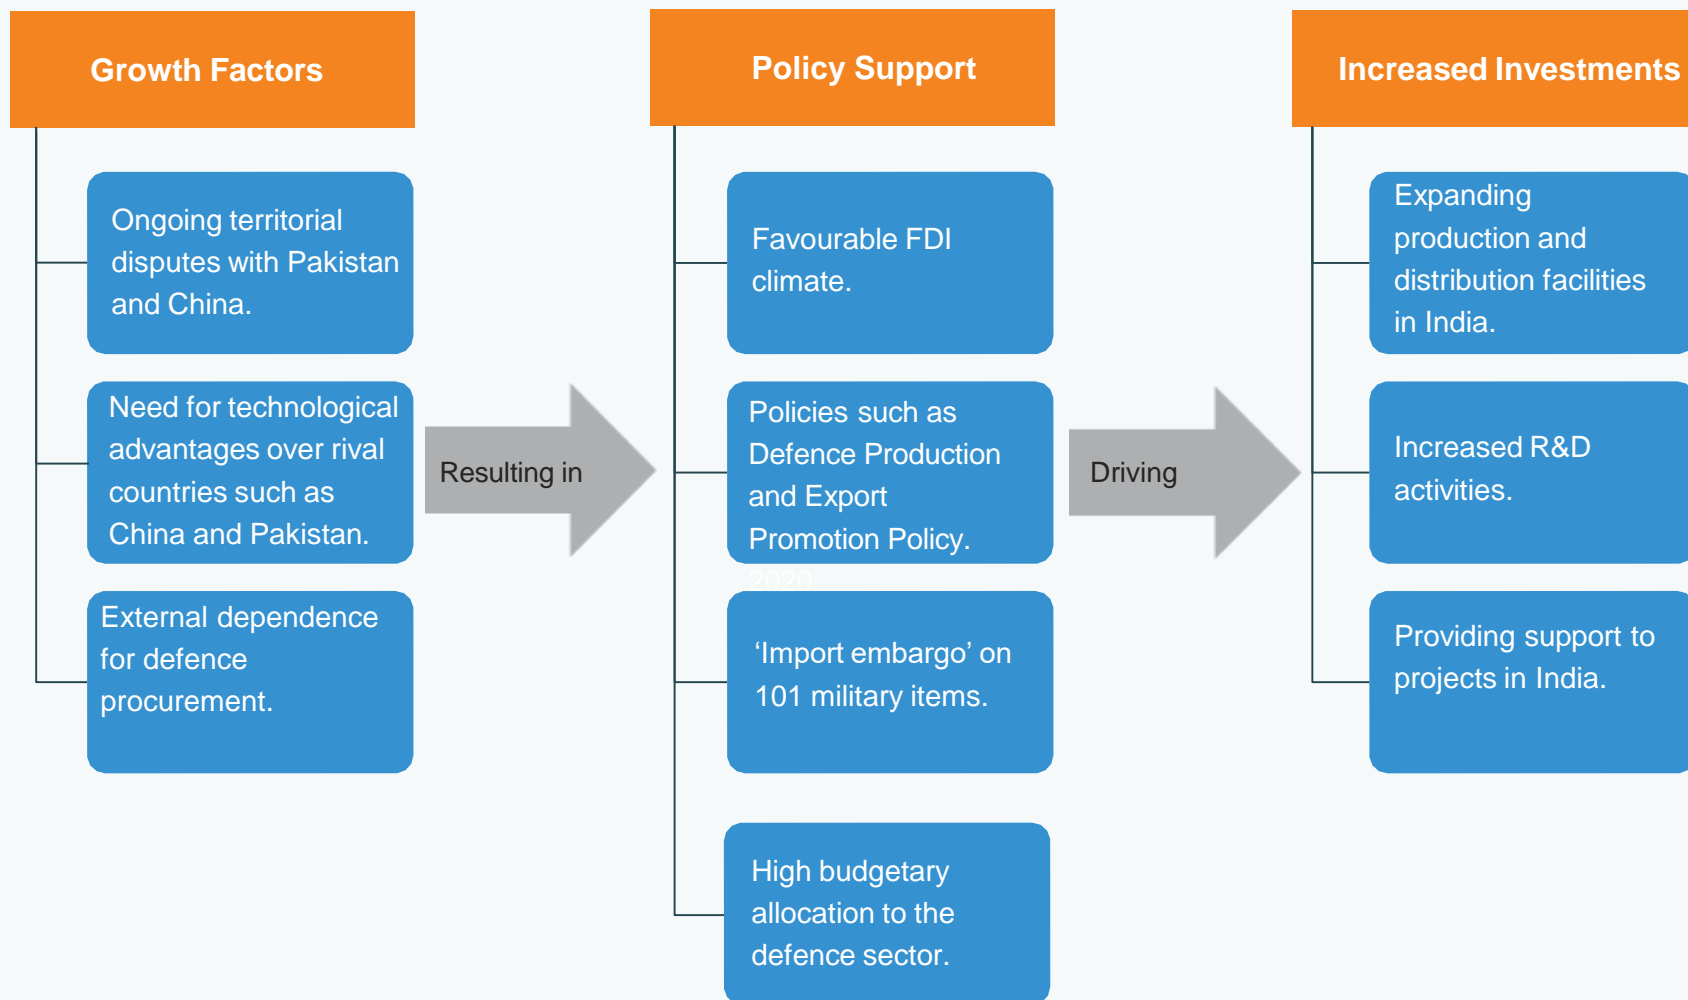 Growth Factors
Ongoing territorial
disputes with Pakistan
and China.
Need for technological
advantages over rival
countries such as
China and Pakistan.
External dependence
for defence
procurement.
Resulting in
Policy Support
Favourable FDI
climate.
Policies such as
Defence Production
and Export
Promotion Policy.
2020
‘Import embargo’ on
101 military items.
High budgetary
allocation to the
defence sector.
Driving
Increased Investments
Expanding
production and
distribution facilities
in India.
Increased R&D
activities.
Providing support to
projects in India.